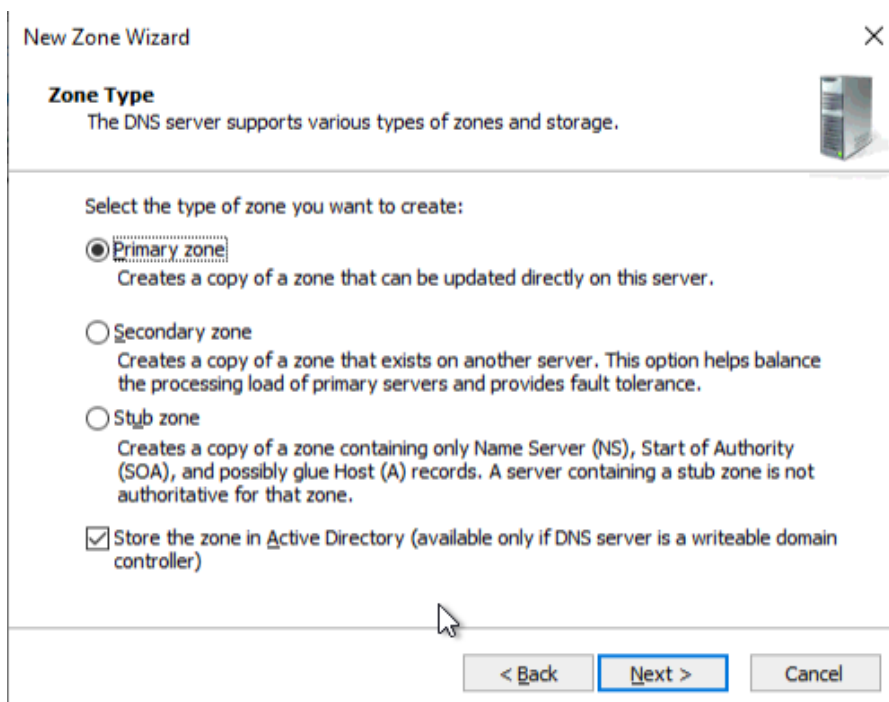 New Zone Wizard
Zone Type
The DNS server supports various types of zones and storage.
Select the type of zone you want to create:
Primary zone
Creates a copy of a zone that can be updated directly on this server.
Secondary zone
Creates a copy of a zone that exists on another server. This option helps balance
the processing load of primary servers and provides fault tolerance.
Stub zone
Creates a copy of a zone containing only Name Server (NS), Start of Authority
(SOA), and possibly glue Host (A) records. A server containing a stub zone is not
authoritative for that zone.
Store the zone in Active Directory (available only if DNS server is a writeable domain
controller)
< Back
Next >
Cancel